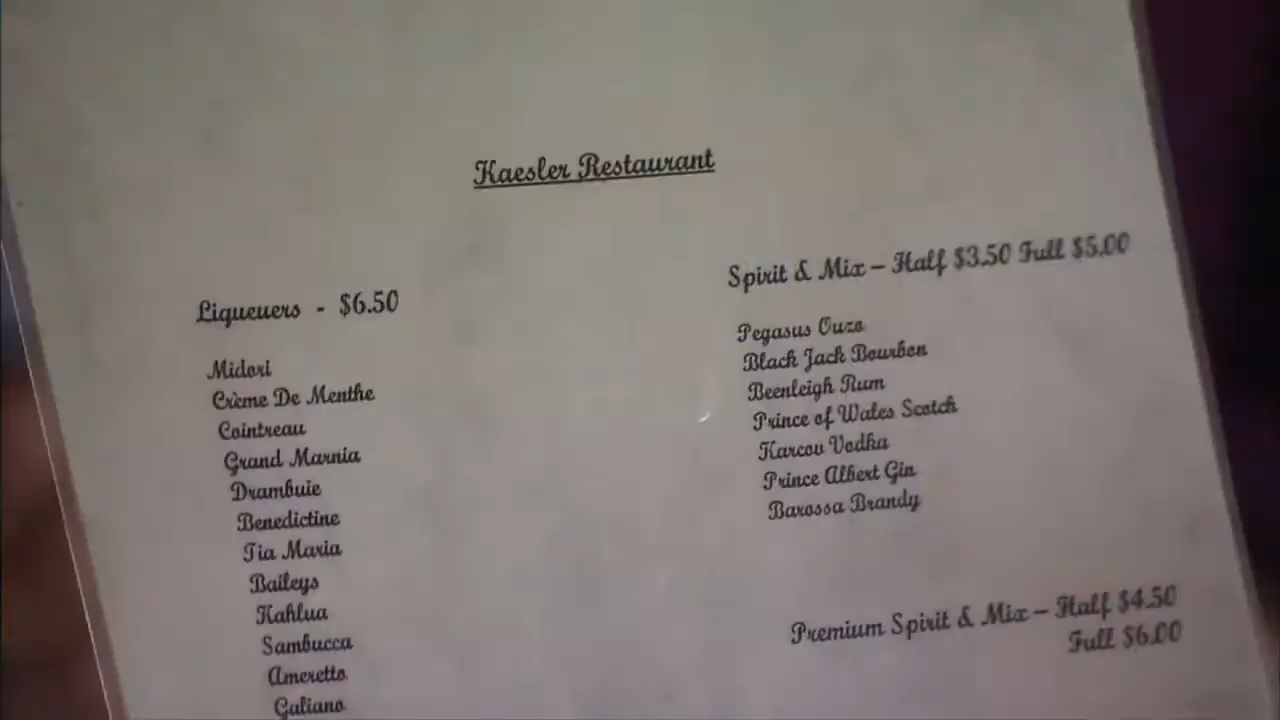 Kaesler Restaurant
Liqueuers - $6.50
Midori
Crème De Menthe
Cointreau
Grand Marnia
Drambuie
Benedictine
Tia Maria
Baileys
Kahlua
Sambucca
Ameretto
Galiano
Spirit & Mix – Half $3.50 Full $5.00
Pegasus Ouzo
Black Jack Bourbon
Beenleigh Rum
Prince of Wales Scotch
Karcov Vodka
Prince Albert Gin
Barossa Brandy
Premium Spirit & Mix – Half $4.50
Full $6.00